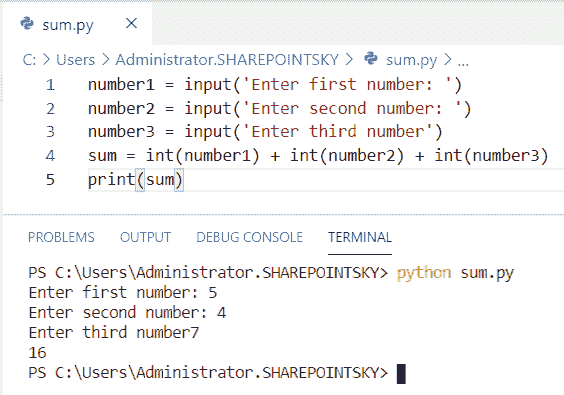 sum.py
C: > Users > Administrator.SHAREPOINTSKY > sum.py > ...
1 number1 = input('Enter first number: ')
2 number2 = input('Enter second number: ')
3 number3 = input('Enter third number')
4 sum = int(number1) + int(number2) + int(number3)
5 print(sum)
PROBLEMS OUTPUT DEBUG CONSOLE TERMINAL
PS C:\Users\Administrator.SHAREPOINTSKY> python sum.py
Enter first number: 5
Enter second number: 4
Enter third number7
16
PS C:\Users\Administrator.SHAREPOINTSKY>